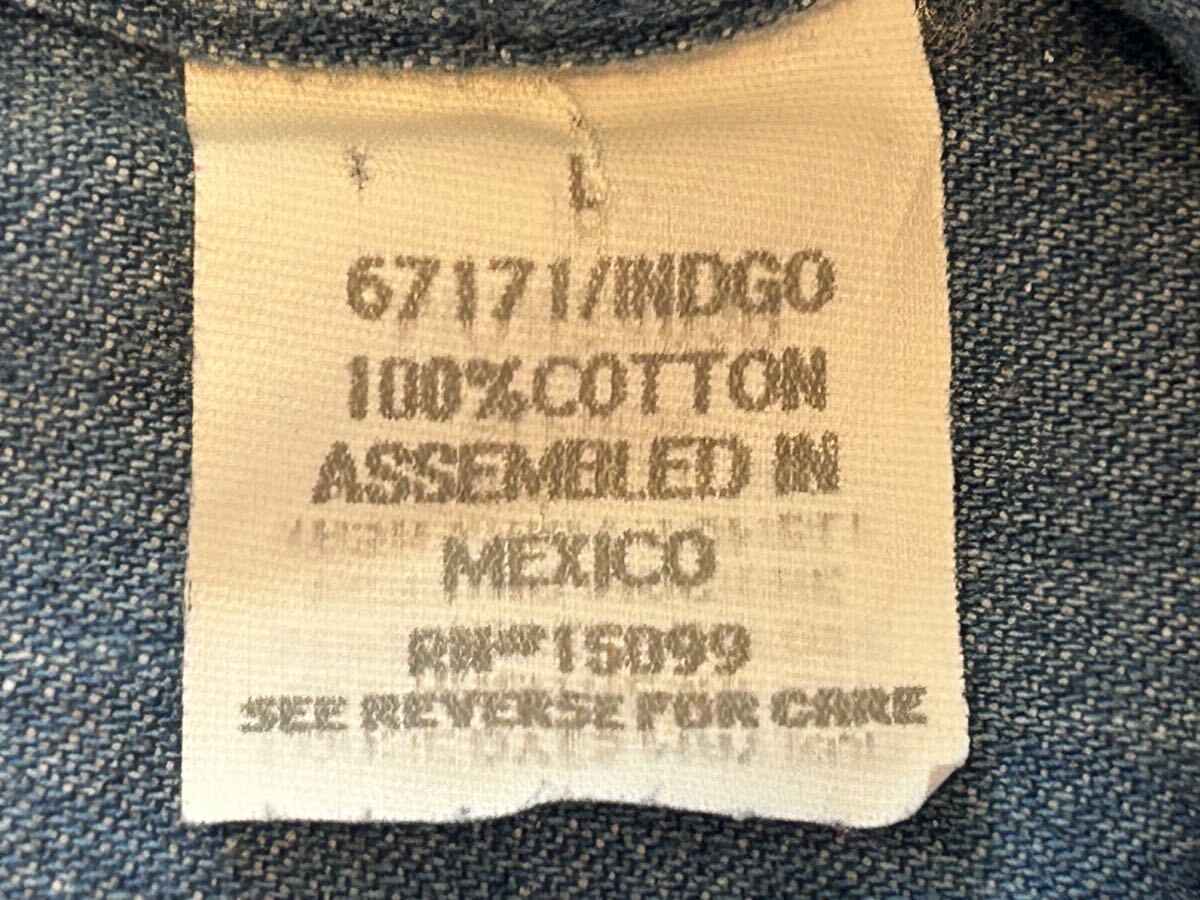 L
67171/INDGO
100%COTTON
ASSEMBLED IN
MEXICO
RN#15099
SEE REVERSE FOR CARE